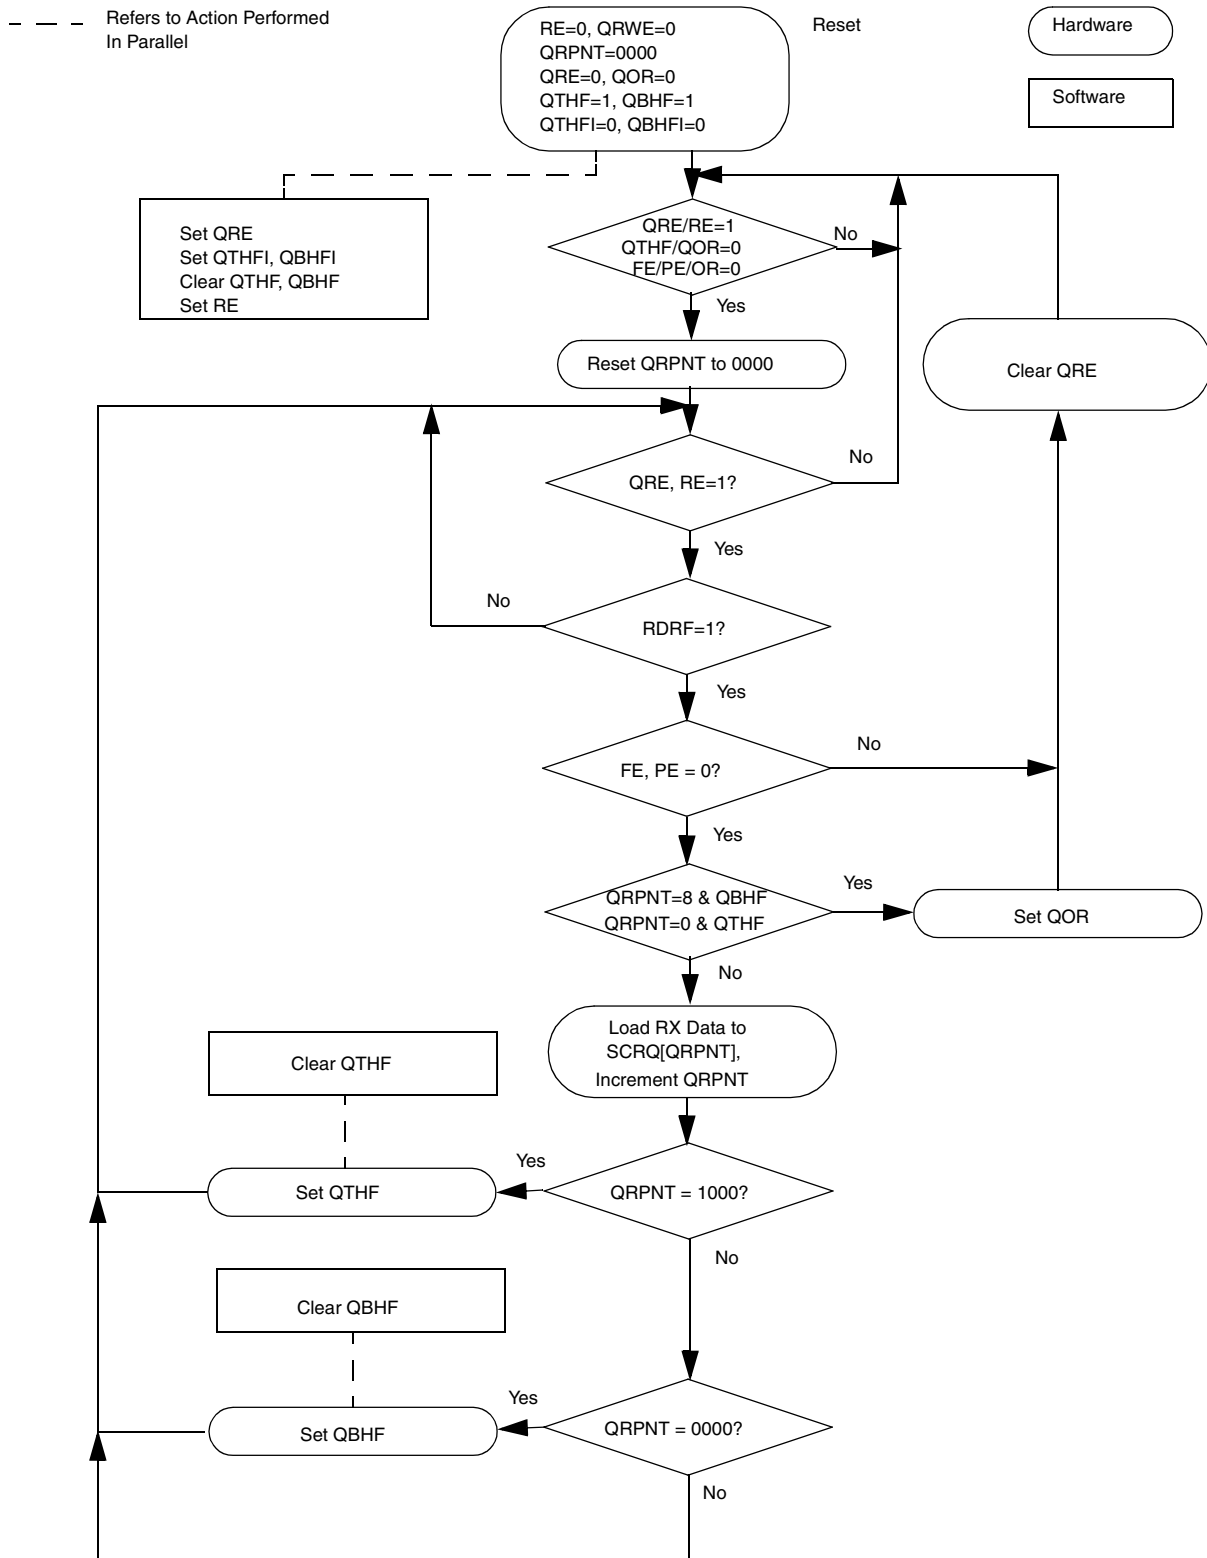 Refers to Action Performed
In Parallel
RE=0, QRWE=0
QRPNT=0000
QRE=0, QOR=0
QTHF=1, QBHF=1
QTHFI=0, QBHFI=0
Reset
Hardware
Software
Set QRE
Set QTHFI, QBHFI
Clear QTHF, QBHF
Set RE
QRE/RE=1
QTHF/QOR=0
FE/PE/OR=0
No
Yes
Reset QRPNT to 0000
Clear QRE
QRE, RE=1?
No
Yes
RDRF=1?
No
Yes
FE, PE = 0?
No
Yes
QRPNT=8 & QBHF
QRPNT=0 & QTHF
Yes
Set QOR
No
Load RX Data to
SCRQ[QRPNT],
Increment QRPNT
Clear QTHF
Set QTHF
Yes
QRPNT = 1000?
No
Clear QBHF
Set QBHF
Yes
QRPNT = 0000?
No